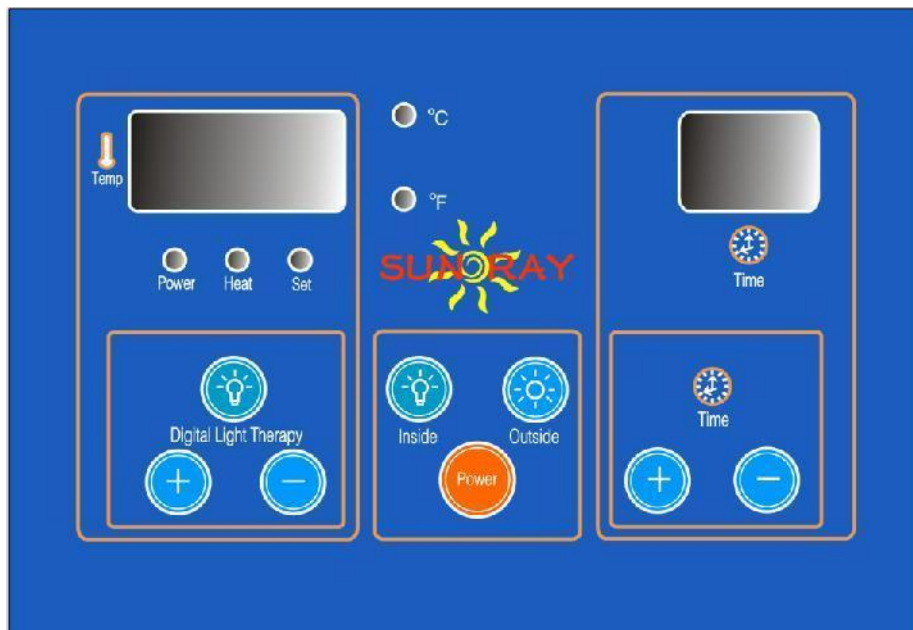 °C
Temp
°F
SUNRAY
Power Heat Set
Time
Digital Light Therapy
+ −
Inside Outside
Power
Time
+ −